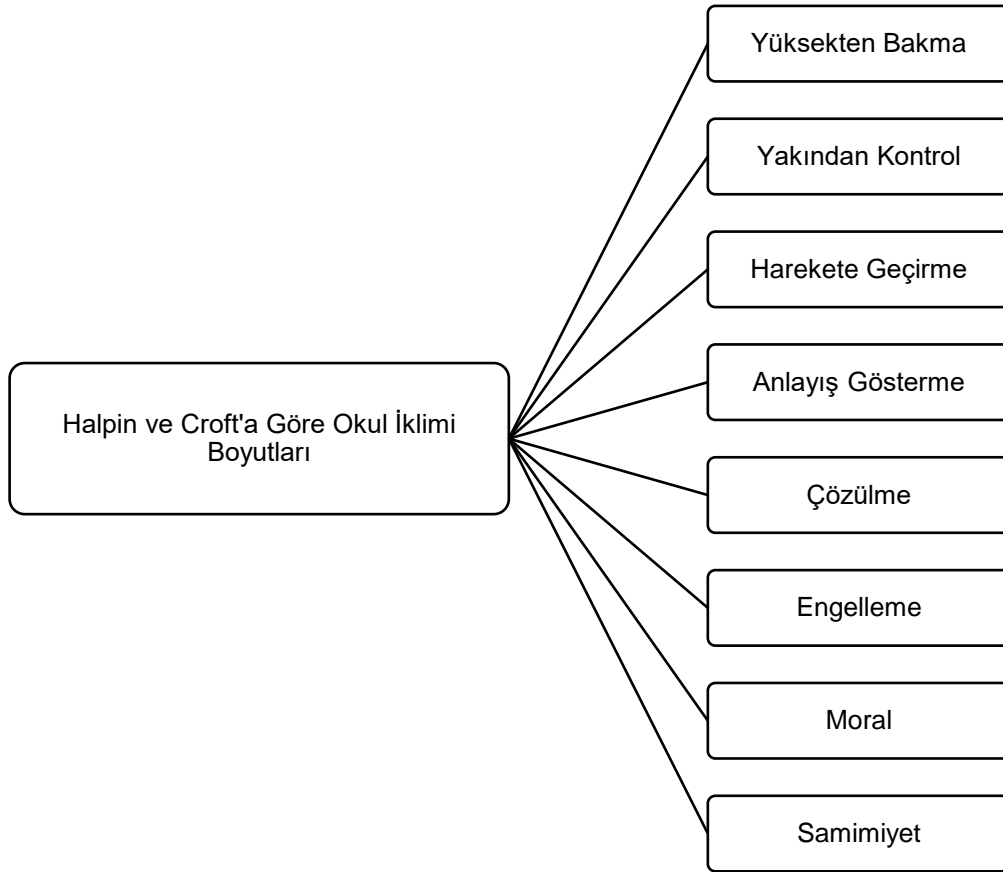 Yüksekten Bakma
Yakından Kontrol
Harekete Geçirme
Anlayış Gösterme
Halpin ve Croft'a Göre Okul İklimi
Boyutları
Çözülme
Engelleme
Moral
Samimiyet